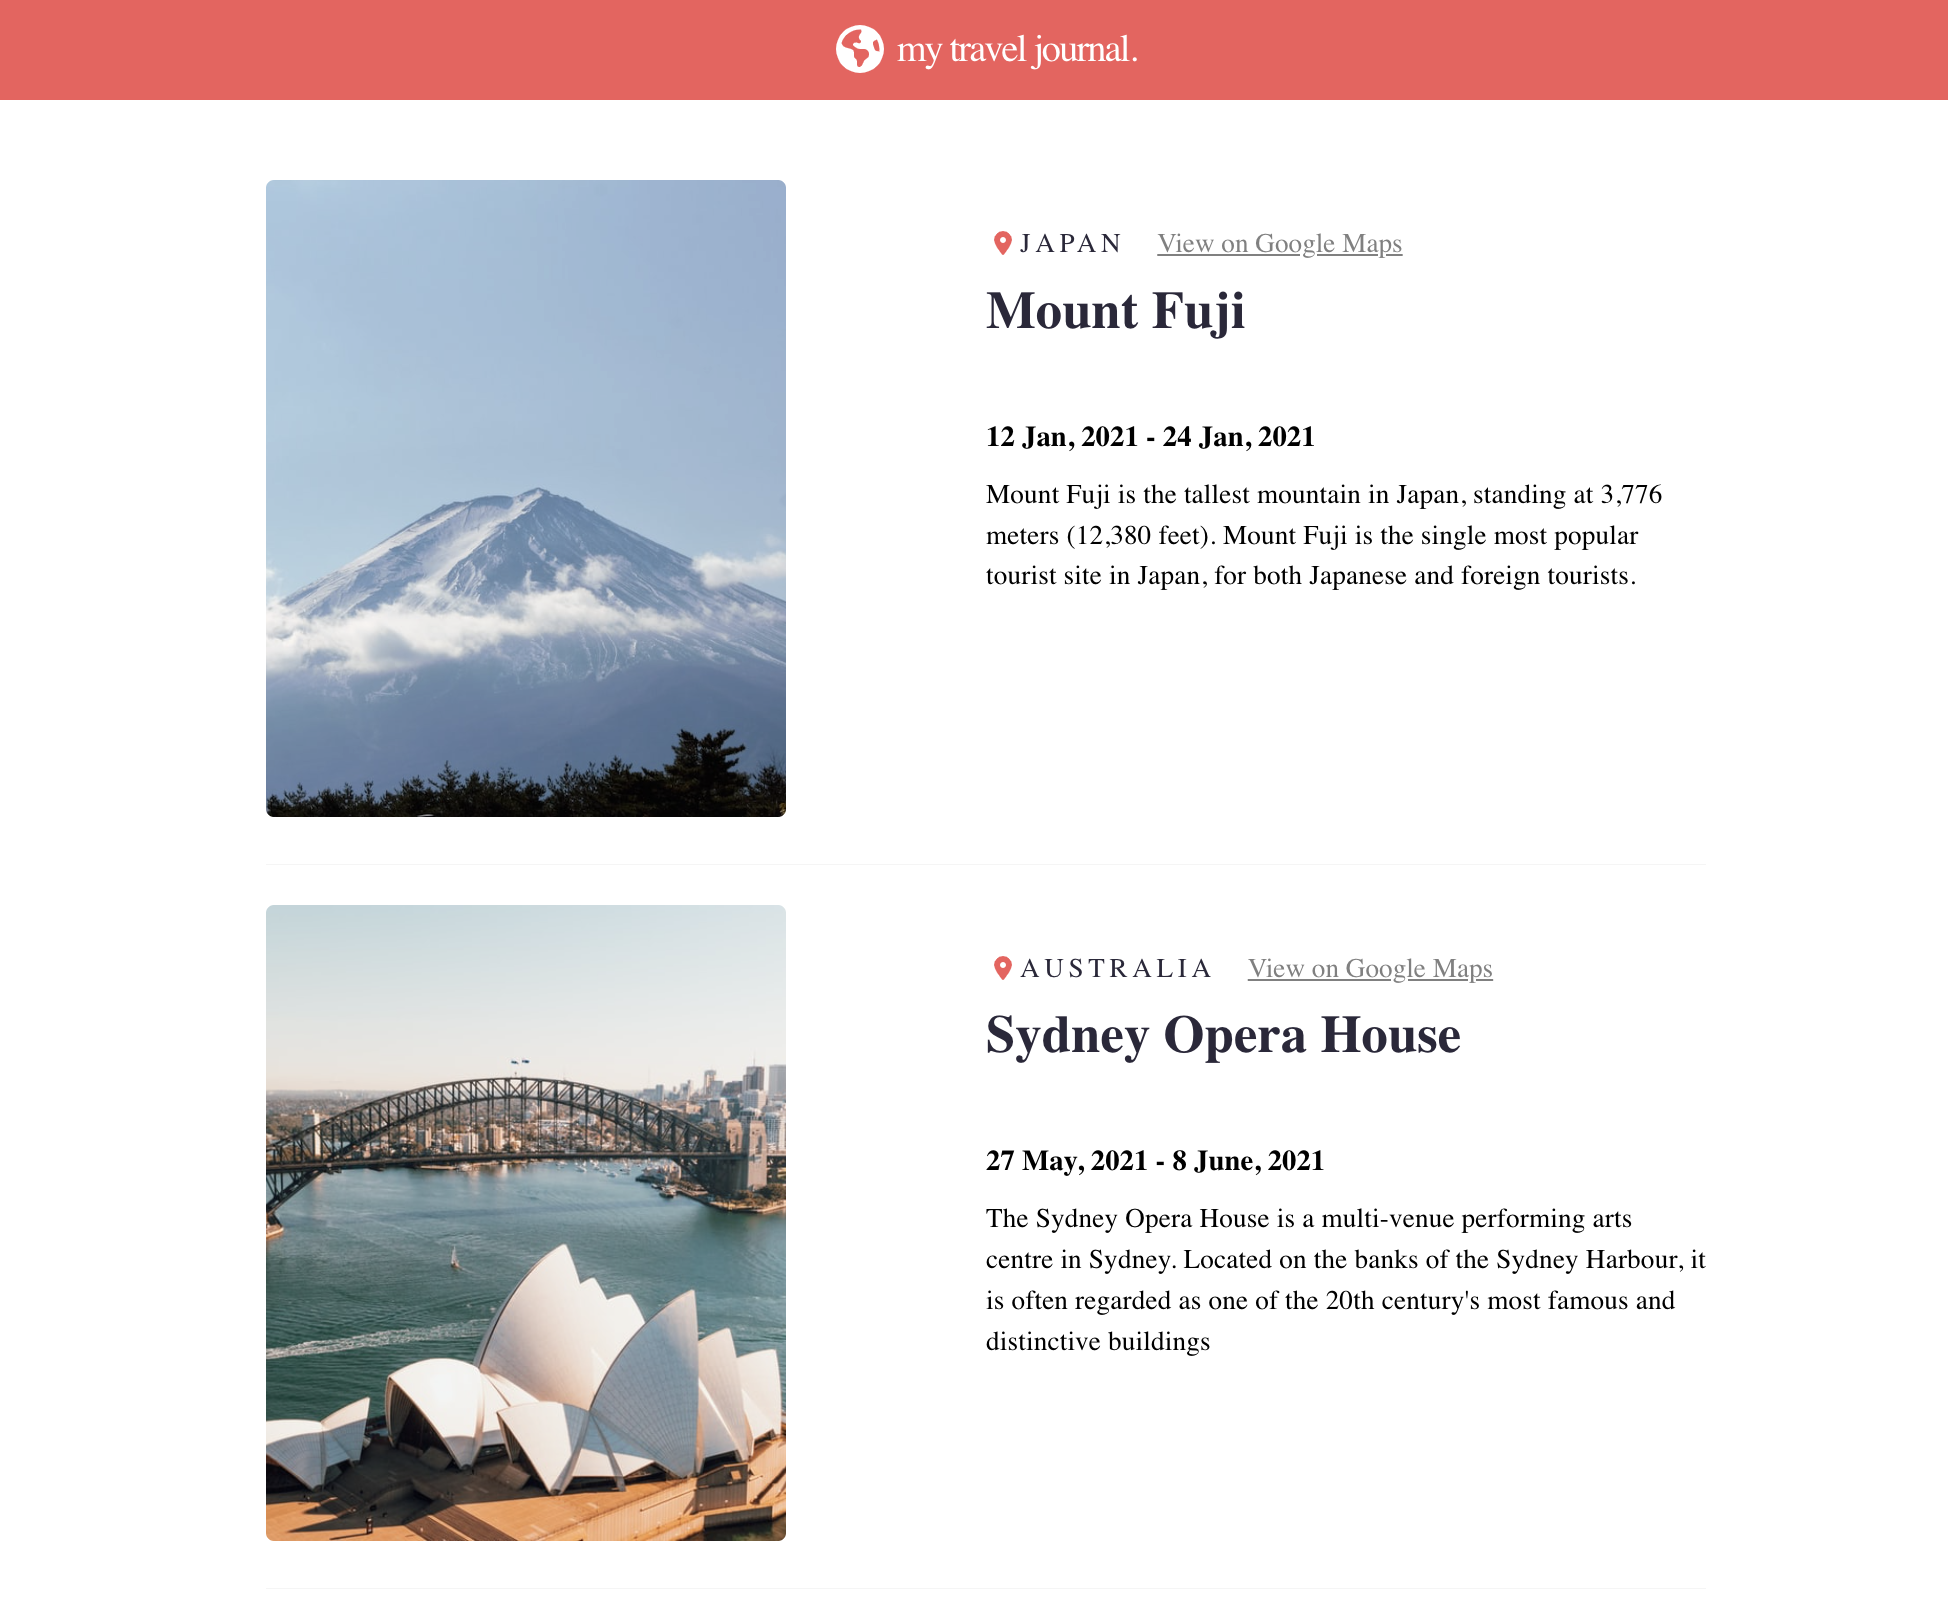 my travel journal.
JAPAN View on Google Maps
Mount Fuji
12 Jan, 2021 - 24 Jan, 2021
Mount Fuji is the tallest mountain in Japan, standing at 3,776
meters (12,380 feet). Mount Fuji is the single most popular
tourist site in Japan, for both Japanese and foreign tourists.
AUSTRALIA View on Google Maps
Sydney Opera House
27 May, 2021 - 8 June, 2021
The Sydney Opera House is a multi-venue performing arts
centre in Sydney. Located on the banks of the Sydney Harbour, it
is often regarded as one of the 20th century's most famous and
distinctive buildings